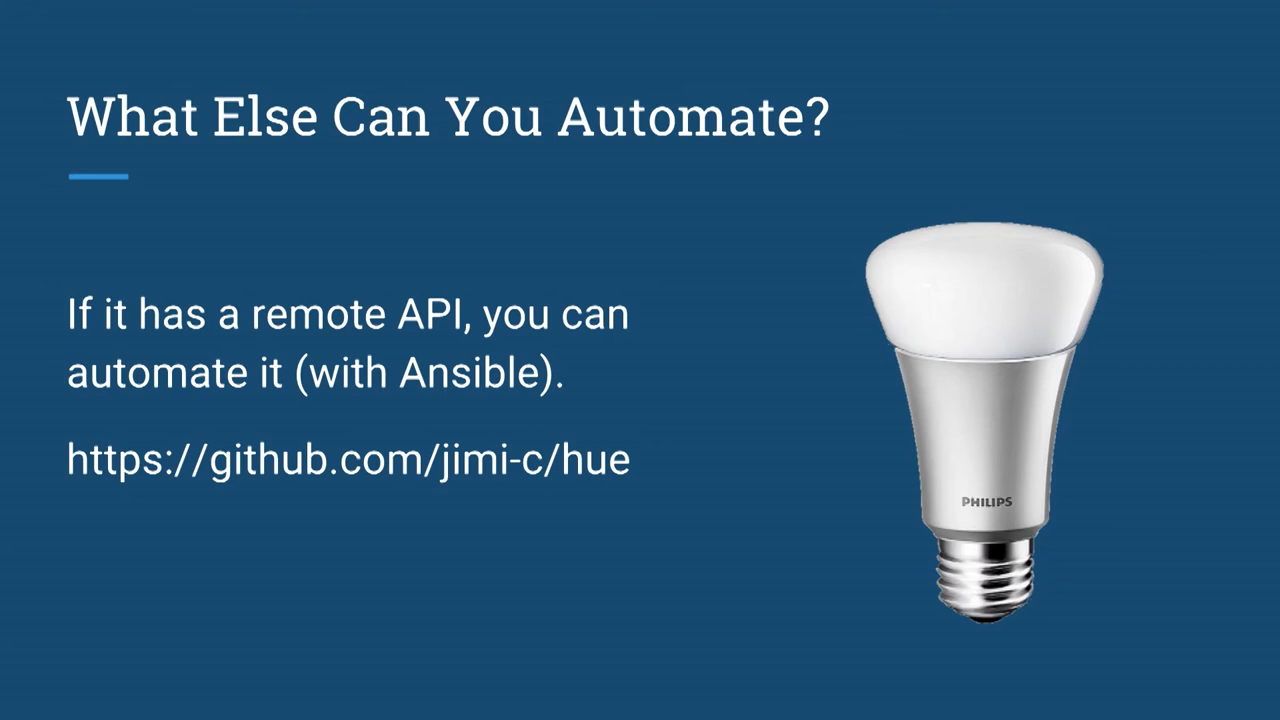 What Else Can You Automate?
If it has a remote API, you can
automate it (with Ansible).
https://github.com/jimi-c/hue
PHILIPS